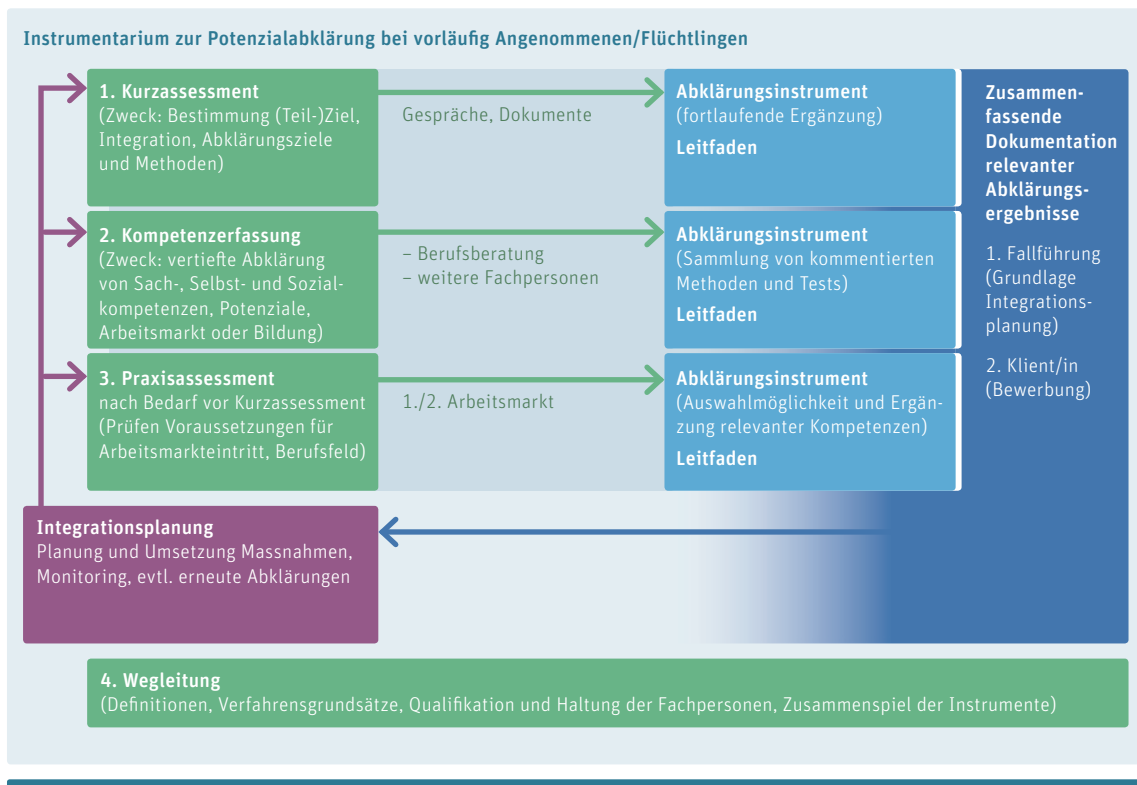 Instrumentarium zur Potenzialabklärung bei vorläufig Angenommenen/Flüchtlingen
1. Kurzassessment
(Zweck: Bestimmung (Teil-)Ziel,
Integration, Abklärungsziele
und Methoden)
Gespräche, Dokumente
Abklärungsinstrument
(fortlaufende Ergänzung)
Leitfaden
2. Kompetenzerfassung
(Zweck: vertiefte Abklärung
von Sach-, Selbst- und Sozial-
kompetenzen, Potenziale,
Arbeitsmarkt oder Bildung)
– Berufsberatung
– weitere Fachpersonen
Abklärungsinstrument
(Sammlung von kommentierten
Methoden und Tests)
Leitfaden
3. Praxisassessment
nach Bedarf vor Kurzassessment
(Prüfen Voraussetzungen für
Arbeitsmarkteintritt, Berufsfeld)
1./2. Arbeitsmarkt
Abklärungsinstrument
(Auswahlmöglichkeit und Ergän-
zung relevanter Kompetenzen)
Leitfaden
Zusammen-
fassende
Dokumentation
relevanter
Abklärungs-
ergebnisse
1. Fallführung
(Grundlage
Integrations-
planung)
2. Klient/in
(Bewerbung)
Integrationsplanung
Planung und Umsetzung Massnahmen,
Monitoring, evtl. erneute Abklärungen
4. Wegleitung
(Definitionen, Verfahrensgrundsätze, Qualifikation und Haltung der Fachpersonen, Zusammenspiel der Instrumente)